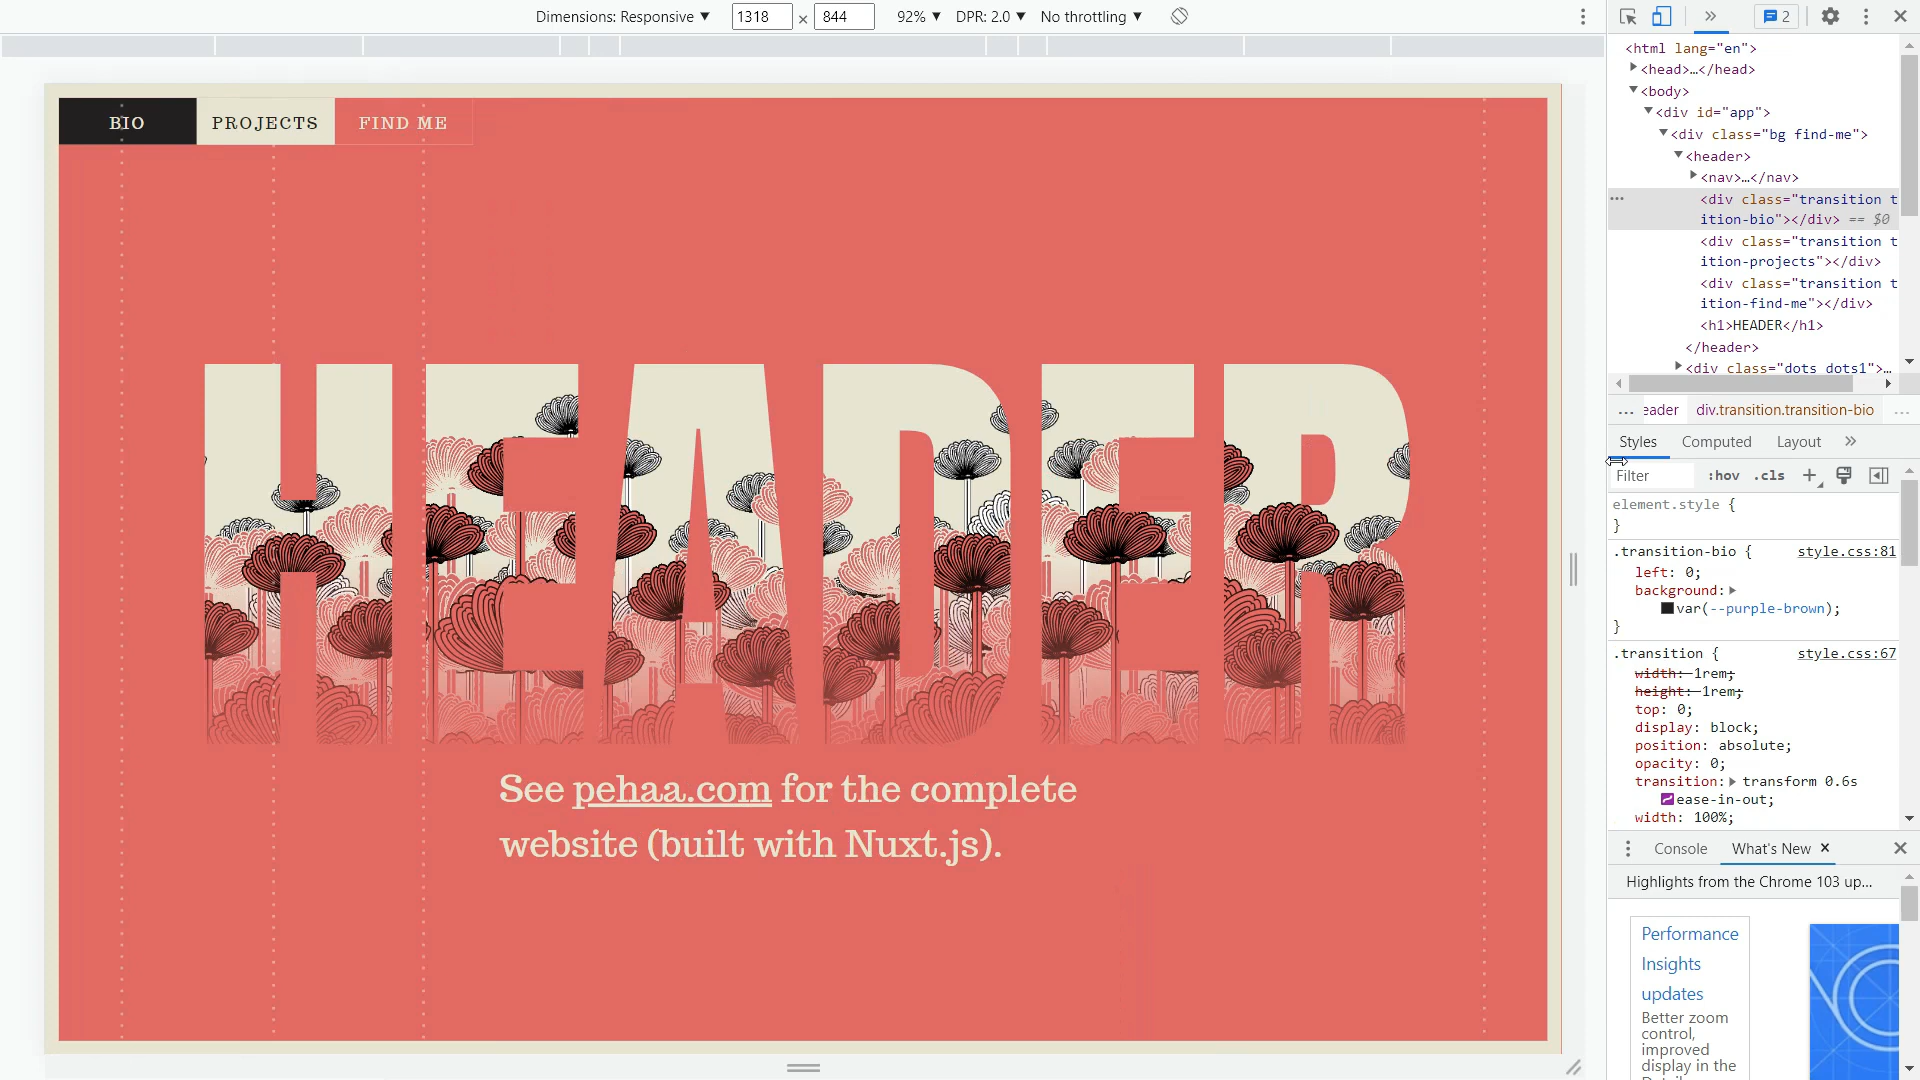 Dimensions: Responsive ▼ 1318 × 844 92% ▼ DPR: 2.0 ▼ No throttling ▼
2
BIO PROJECTS FIND ME
HEADER
See pehaa.com for the complete
website (built with Nuxt.js).
<html lang="en">
<head>…</head>
<body>
<div id="app">
<div class="bg find-me">
<header>
<nav>…</nav>
<div class="transition t
ition-bio"></div> == $0
<div class="transition t
ition-projects"></div>
<div class="transition t
ition-find-me"></div>
<h1>HEADER</h1>
</header>
<div class="dots dots1">…
… eader div.transition.transition-bio …
Styles Computed Layout
Filter :hov .cls
element.style {
}
.transition-bio { style.css:81
left: 0;
background:
var(--purple-brown);
}
.transition { style.css:67
width: 1rem;
height: 1rem;
top: 0;
display: block;
position: absolute;
opacity: 0;
transition: transform 0.6s
ease-in-out;
width: 100%;
Console What's New
Highlights from the Chrome 103 up...
Performance
Insights
updates
Better zoom
control,
improved
display in the